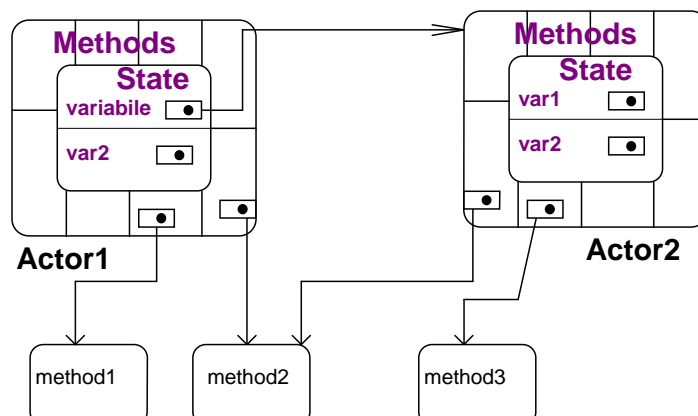 Methods
State
variabile
var2
Actor1
Methods
State
var1
var2
Actor2
method1
method2
method3